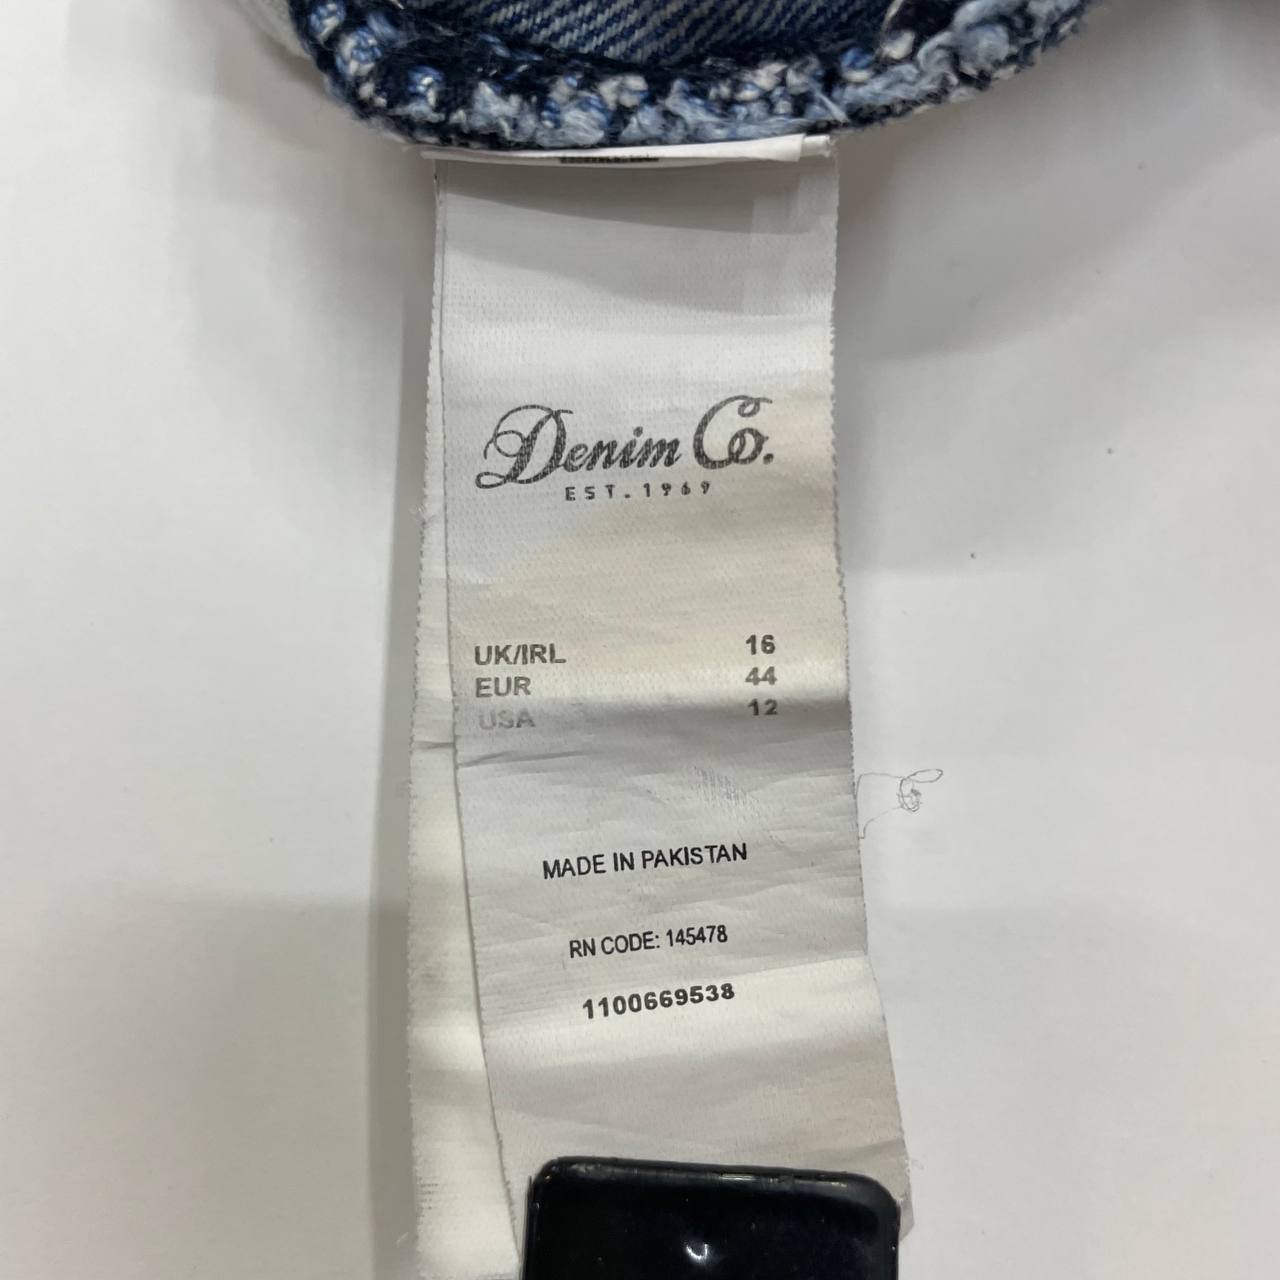 Denim Co.
EST. 1969
UK/IRL 16
EUR 44
USA 12
MADE IN PAKISTAN
RN CODE: 145478
1100669538